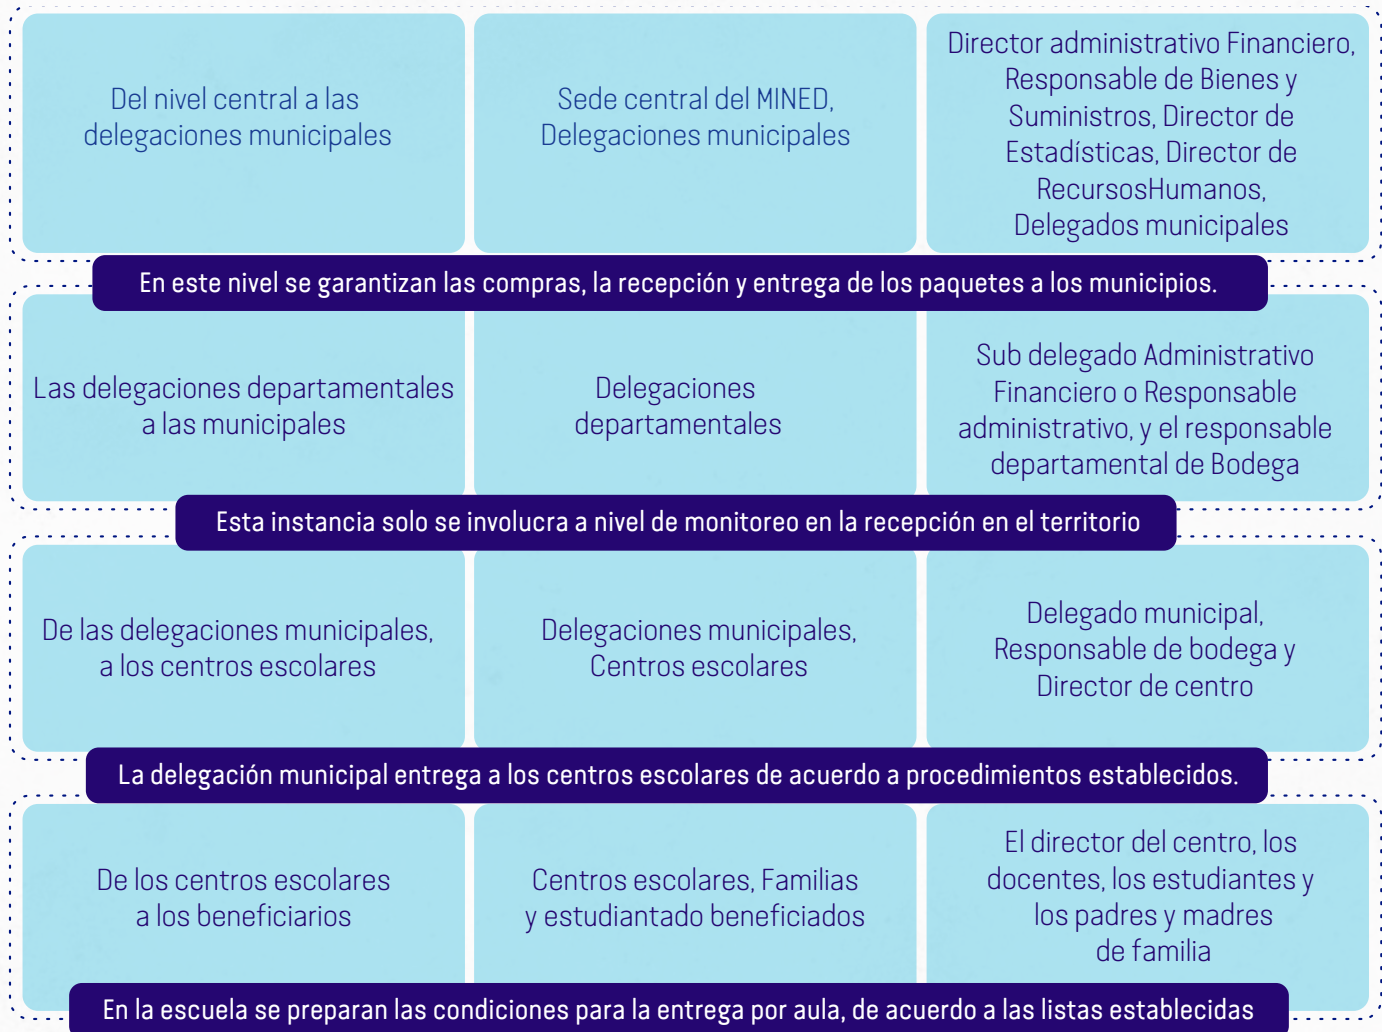 Del nivel central a las
delegaciones municipales
Sede central del MINED,
Delegaciones municipales
Director administrativo Financiero,
Responsable de Bienes y
Suministros, Director de
Estadísticas, Director de
RecursosHumanos,
Delegados municipales
En este nivel se garantizan las compras, la recepción y entrega de los paquetes a los municipios.
Las delegaciones departamentales
a las municipales
Delegaciones
departamentales
Sub delegado Administrativo
Financiero o Responsable
administrativo, y el responsable
departamental de Bodega
Esta instancia solo se involucra a nivel de monitoreo en la recepción en el territorio
De las delegaciones municipales,
a los centros escolares
Delegaciones municipales,
Centros escolares
Delegado municipal,
Responsable de bodega y
Director de centro
La delegación municipal entrega a los centros escolares de acuerdo a procedimientos establecidos.
De los centros escolares
a los beneficiarios
Centros escolares, Familias
y estudiantado beneficiados
El director del centro, los
docentes, los estudiantes y
los padres y madres
de familia
En la escuela se preparan las condiciones para la entrega por aula, de acuerdo a las listas establecidas